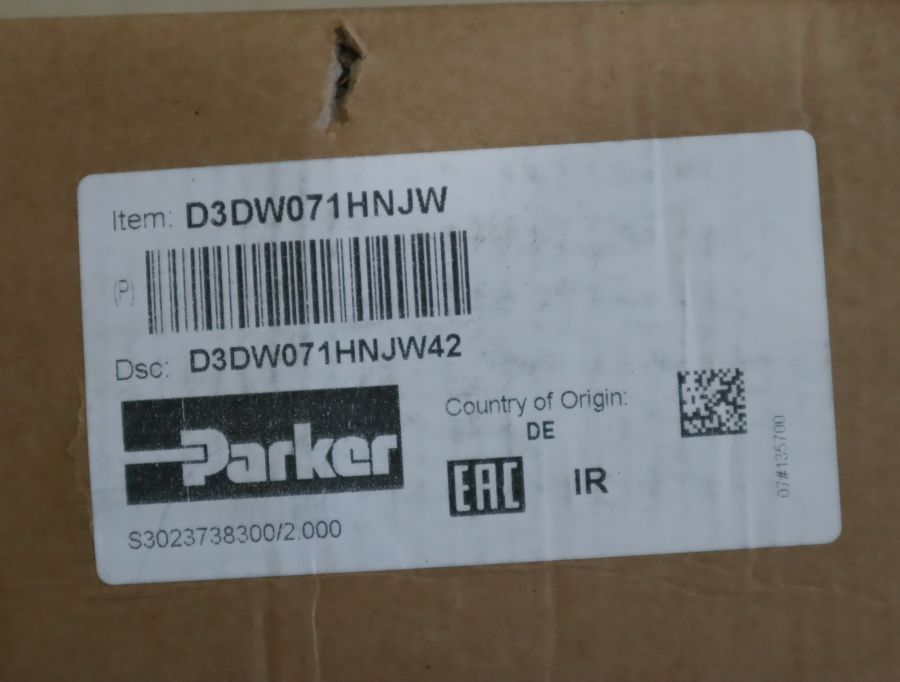 Item: D3DW071HNJW
(P)
Dsc: D3DW071HNJW42
Parker
Country of Origin:
DE
EAC IR
S3023738300/2.000
07#135700